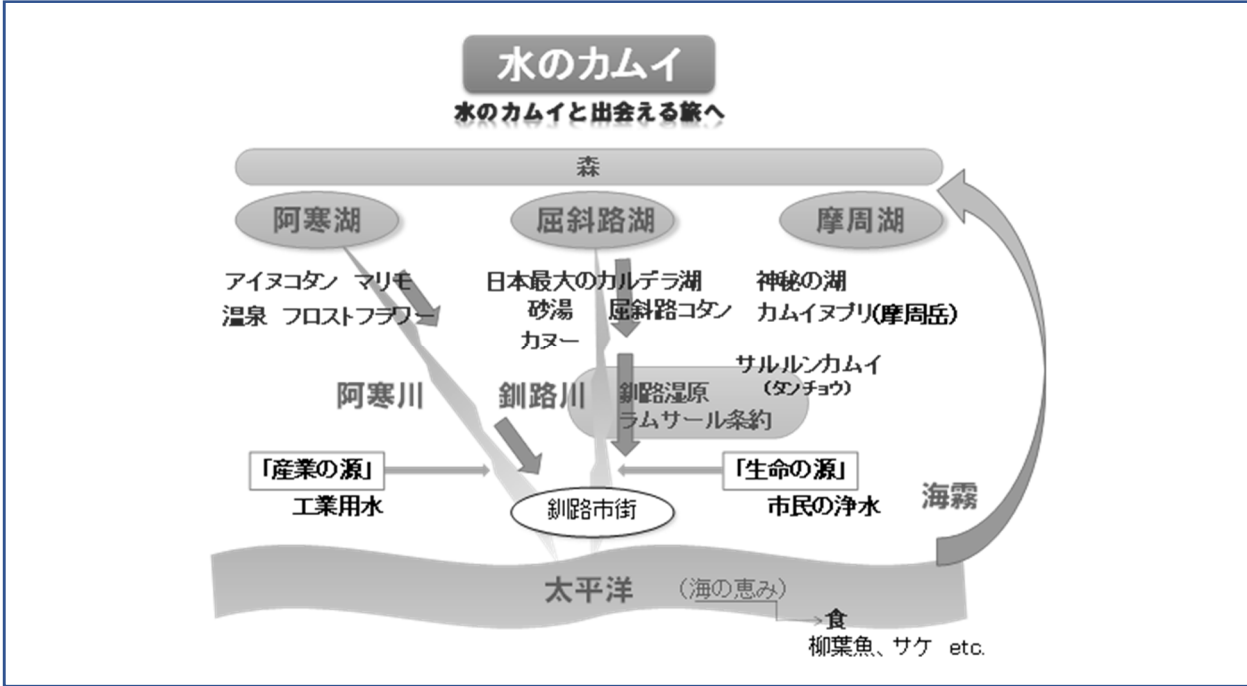 水のカムイ
水のカムイと出会える旅へ
森
阿寒湖
屈斜路湖
摩周湖
アイヌコタン マリモ
温泉 フロストフラワー
日本最大のカルデラ湖
砂湯 屈斜路コタン
カヌー
神秘の湖
カムイヌプリ(摩周岳)
サルルンカムイ
(タンチョウ)
阿寒川
釧路川
釧路湿原
ラムサール条約
「産業の源」
工業用水
「生命の源」
市民の浄水
海霧
釧路市街
太平洋
(海の恵み)
食
柳葉魚、サケ etc.